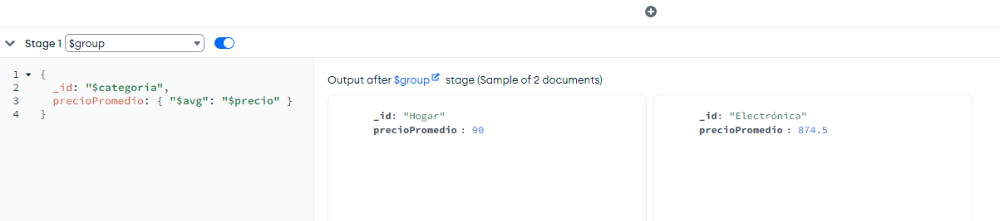 Stage 1 $group
1 {
2 _id: "$categoria",
3 precioPromedio: { "$avg": "$precio" }
4 }
Output after $group stage (Sample of 2 documents)
_id: "Hogar"
precioPromedio : 90
_id: "Electrónica"
precioPromedio : 874.5